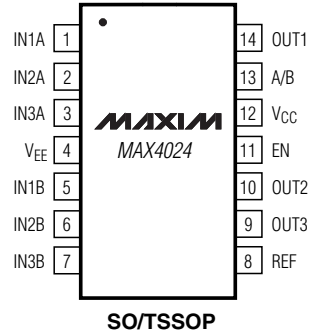 IN1A 1 14 OUT1
IN2A 2 13 A/B
IN3A 3 12 VCC
MAXIM
VEE 4 MAX4024 11 EN
IN1B 5 10 OUT2
IN2B 6 9 OUT3
IN3B 7 8 REF
SO/TSSOP